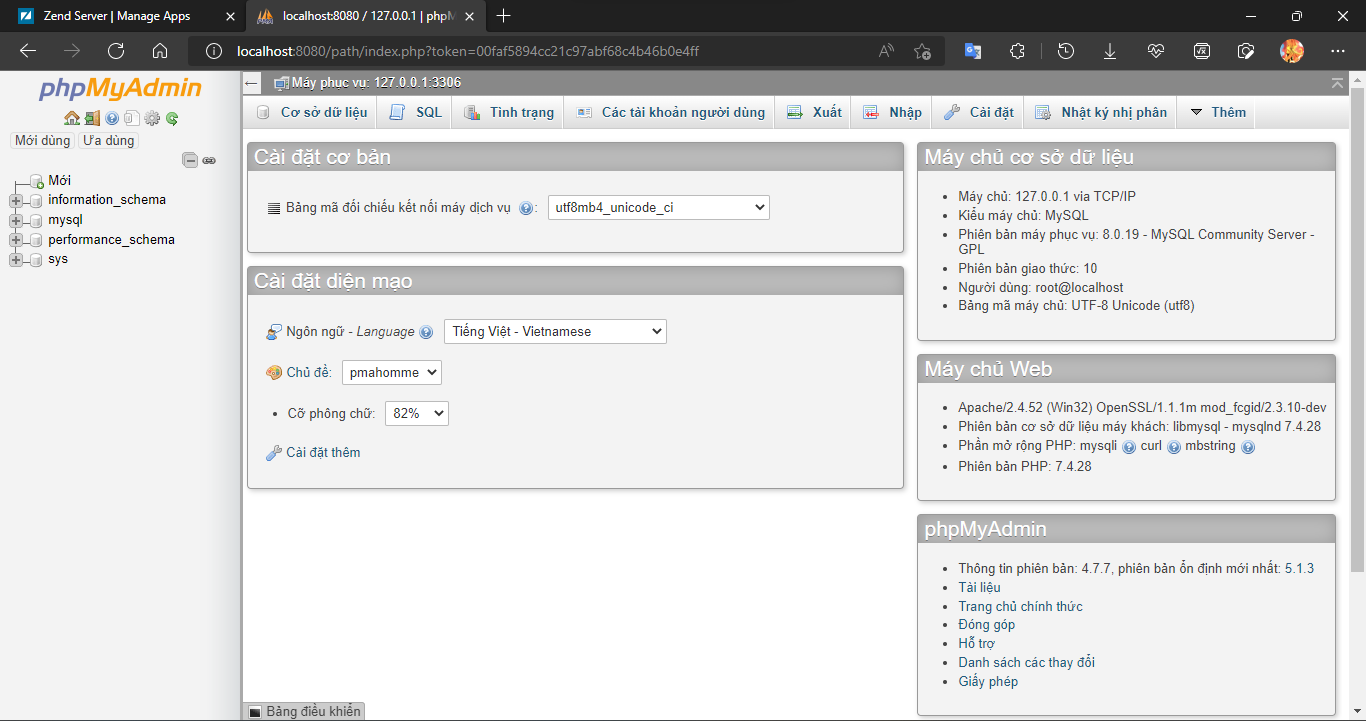 Zend Server | Manage Apps
localhost:8080 / 127.0.0.1 | phpM
localhost:8080/path/index.php?token=00faf5894cc21c97abf68c4b46b0e4ff
phpMyAdmin
Mới dùng Ưa dùng
Mới
information_schema
mysql
performance_schema
sys
Máy phục vụ: 127.0.0.1:3306
Cơ sở dữ liệu SQL Tình trạng Các tài khoản người dùng Xuất Nhập Cài đặt Nhật ký nhị phân Thêm
Cài đặt cơ bản
Bảng mã đối chiếu kết nối máy dịch vụ : utf8mb4_unicode_ci
Cài đặt diện mạo
Ngôn ngữ - Language Tiếng Việt - Vietnamese
Chủ đề: pmahomme
Cỡ phông chữ: 82%
Cài đặt thêm
Máy chủ cơ sở dữ liệu
Máy chủ: 127.0.0.1 via TCP/IP
Kiểu máy chủ: MySQL
Phiên bản máy phục vụ: 8.0.19 - MySQL Community Server -
GPL
Phiên bản giao thức: 10
Người dùng: root@localhost
Bảng mã máy chủ: UTF-8 Unicode (utf8)
Máy chủ Web
Apache/2.4.52 (Win32) OpenSSL/1.1.1m mod_fcgid/2.3.10-dev
Phiên bản cơ sở dữ liệu máy khách: libmysql - mysqlnd 7.4.28
Phần mở rộng PHP: mysqli curl mbstring
Phiên bản PHP: 7.4.28
phpMyAdmin
Thông tin phiên bản: 4.7.7, phiên bản ổn định mới nhất: 5.1.3
Tài liệu
Trang chủ chính thức
Đóng góp
Hỗ trợ
Danh sách các thay đổi
Giấy phép
Bảng điều khiển